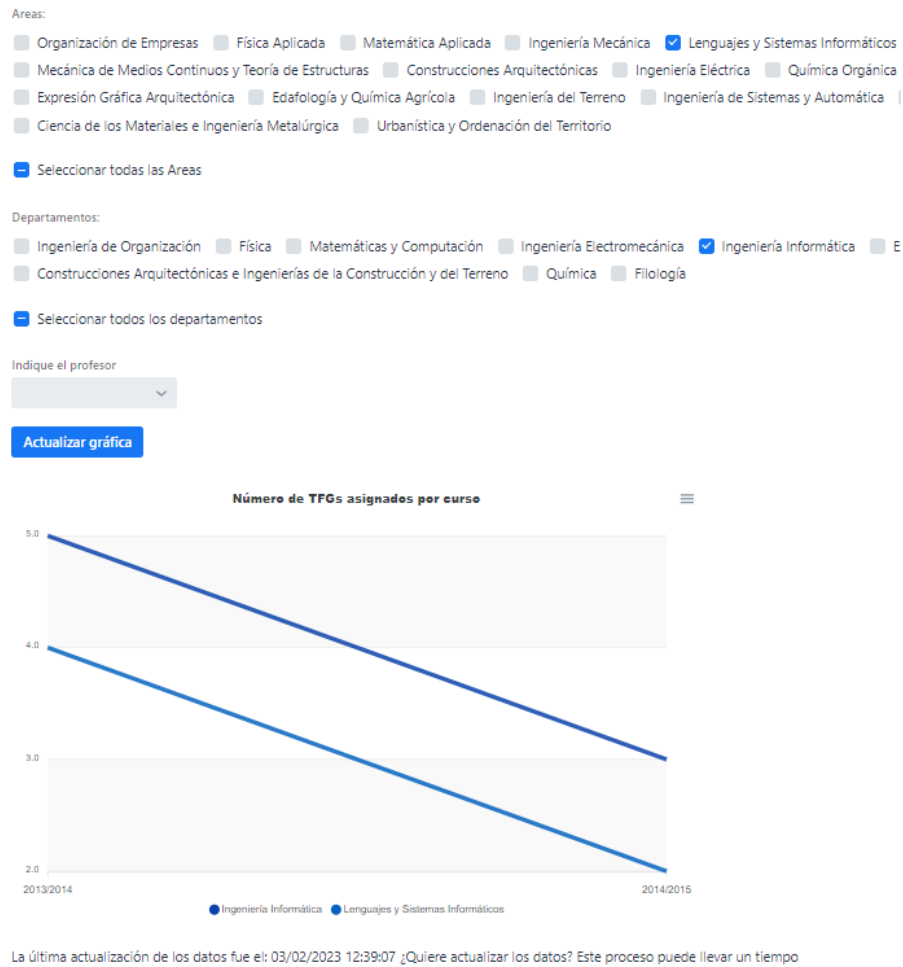 Areas:
Organización de Empresas Física Aplicada Matemática Aplicada Ingeniería Mecánica Lenguajes y Sistemas Informáticos
Mecánica de Medios Continuos y Teoría de Estructuras Construcciones Arquitectónicas Ingeniería Eléctrica Química Orgánica
Expresión Gráfica Arquitectónica Edafología y Química Agrícola Ingeniería del Terreno Ingeniería de Sistemas y Automática
Ciencia de los Materiales e Ingeniería Metalúrgica Urbanística y Ordenación del Territorio
Seleccionar todas las Areas
Departamentos:
Ingeniería de Organización Física Matemáticas y Computación Ingeniería Electromecánica Ingeniería Informática E
Construcciones Arquitectónicas e Ingenierías de la Construcción y del Terreno Química Filología
Seleccionar todos los departamentos
Indique el profesor
Actualizar gráfica
Número de TFGs asignados por curso
5.0
4.0
3.0
2.0
2013/2014 2014/2015
Ingeniería Informática Lenguajes y Sistemas Informáticos
La última actualización de los datos fue el: 03/02/2023 12:39:07 ¿Quiere actualizar los datos? Este proceso puede llevar un tiempo